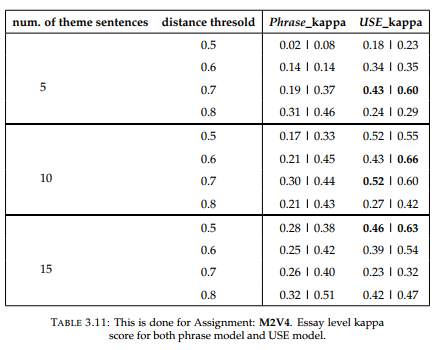 num. of theme sentences distance thresold Phrase_kappa USE_kappa
0.5 0.02 | 0.08 0.18 | 0.23
0.6 0.14 | 0.14 0.34 | 0.35
5 0.7 0.19 | 0.37 0.43 | 0.60
0.8 0.31 | 0.46 0.24 | 0.29
0.5 0.17 | 0.33 0.52 | 0.55
0.6 0.21 | 0.45 0.43 | 0.66
10 0.7 0.30 | 0.44 0.52 | 0.60
0.8 0.21 | 0.43 0.27 | 0.42
0.5 0.28 | 0.38 0.46 | 0.63
0.6 0.25 | 0.42 0.39 | 0.54
15 0.7 0.26 | 0.40 0.23 | 0.32
0.8 0.32 | 0.51 0.42 | 0.47
TABLE 3.11: This is done for Assignment: M2V4. Essay level kappa
score for both phrase model and USE model.